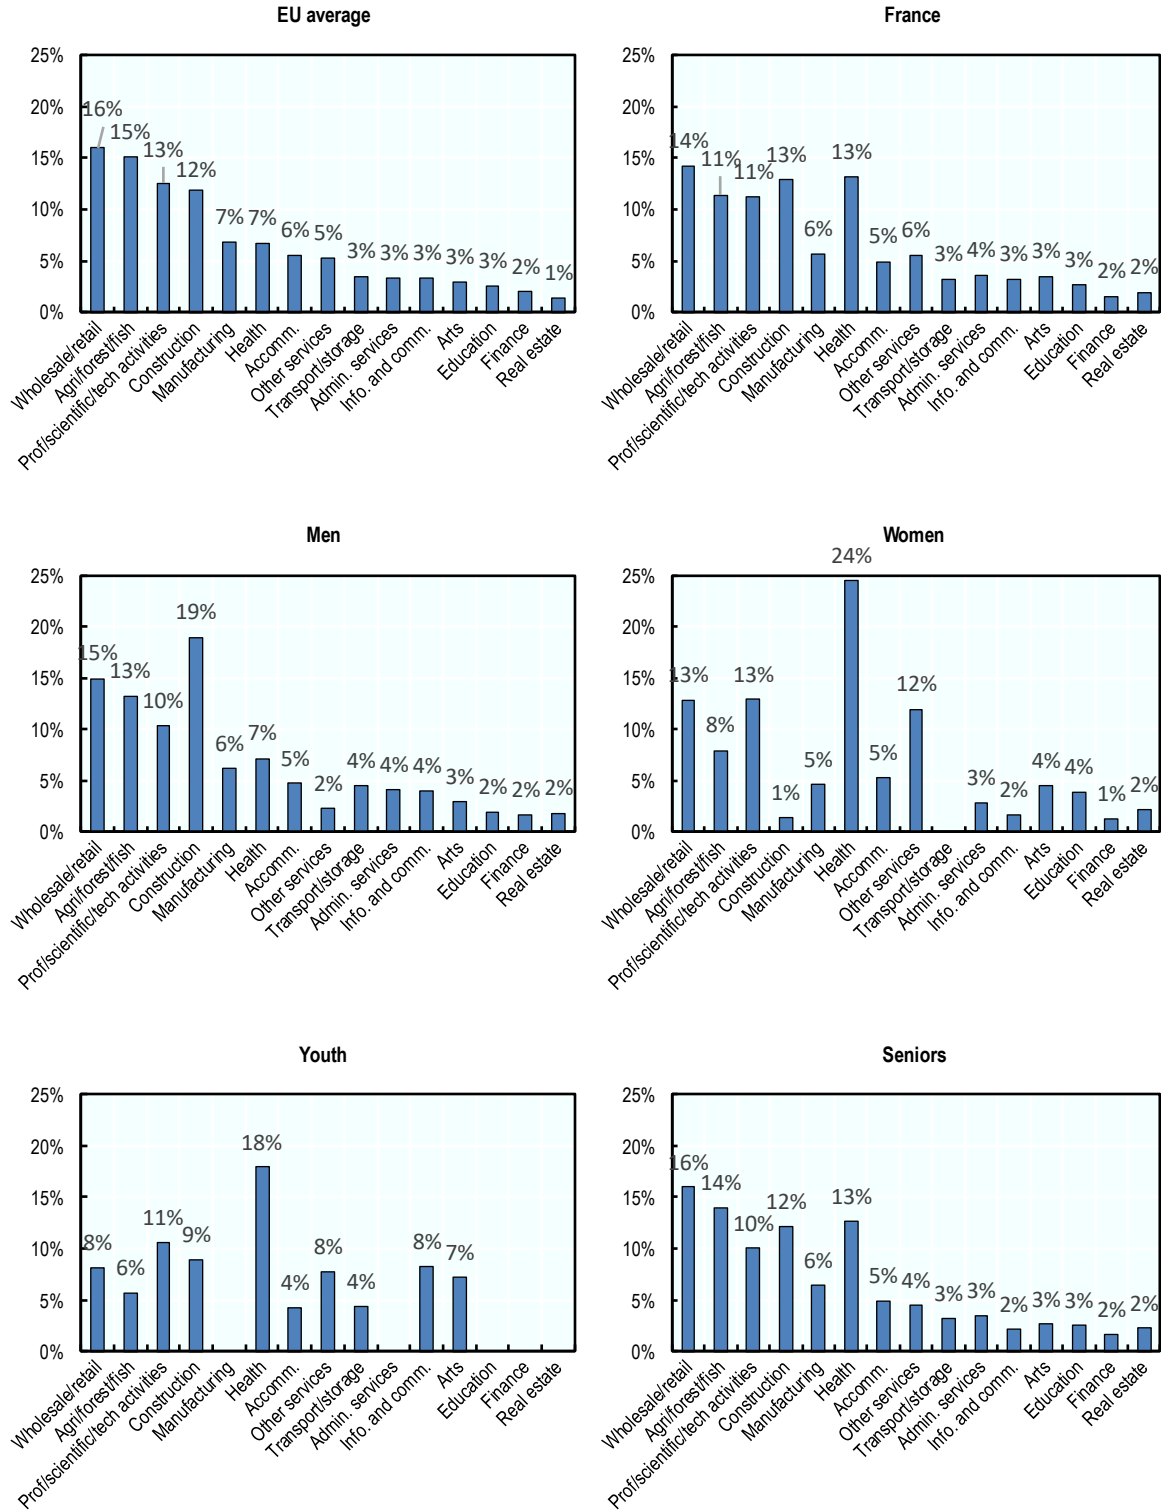 EU average
25%
20%
15%
10%
5%
0%
16%
15%
13%
12%
7%
7%
6%
5%
3%
3%
3%
3%
3%
2%
1%
Wholesale/retail
Agri/forest/fish
Prof/scientific/tech activities
Construction
Manufacturing
Health
Accomm.
Other services
Transport/storage
Admin. services
Info. and comm.
Arts
Education
Finance
Real estate
France
25%
20%
15%
10%
5%
0%
14%
11%
11%
13%
6%
13%
5%
6%
3%
4%
3%
3%
3%
2%
2%
Wholesale/retail
Agri/forest/fish
Prof/scientific/tech activities
Construction
Manufacturing
Health
Accomm.
Other services
Transport/storage
Admin. services
Info. and comm.
Arts
Education
Finance
Real estate
Men
25%
20%
15%
10%
5%
0%
15%
13%
10%
19%
6%
7%
5%
2%
4%
4%
4%
3%
2%
2%
2%
Wholesale/retail
Agri/forest/fish
Prof/scientific/tech activities
Construction
Manufacturing
Health
Accomm.
Other services
Transport/storage
Admin. services
Info. and comm.
Arts
Education
Finance
Real estate
Women
25%
20%
15%
10%
5%
0%
13%
8%
13%
1%
5%
24%
5%
12%
3%
2%
4%
4%
1%
2%
Wholesale/retail
Agri/forest/fish
Prof/scientific/tech activities
Construction
Manufacturing
Health
Accomm.
Other services
Transport/storage
Admin. services
Info. and comm.
Arts
Education
Finance
Real estate
Youth
25%
20%
15%
10%
5%
0%
8%
6%
11%
9%
18%
4%
8%
4%
8%
7%
Wholesale/retail
Agri/forest/fish
Prof/scientific/tech activities
Construction
Manufacturing
Health
Accomm.
Other services
Transport/storage
Admin. services
Info. and comm.
Arts
Education
Finance
Real estate
Seniors
25%
20%
15%
10%
5%
0%
16%
14%
10%
12%
6%
13%
5%
4%
3%
3%
2%
3%
3%
2%
2%
Wholesale/retail
Agri/forest/fish
Prof/scientific/tech activities
Construction
Manufacturing
Health
Accomm.
Other services
Transport/storage
Admin. services
Info. and comm.
Arts
Education
Finance
Real estate